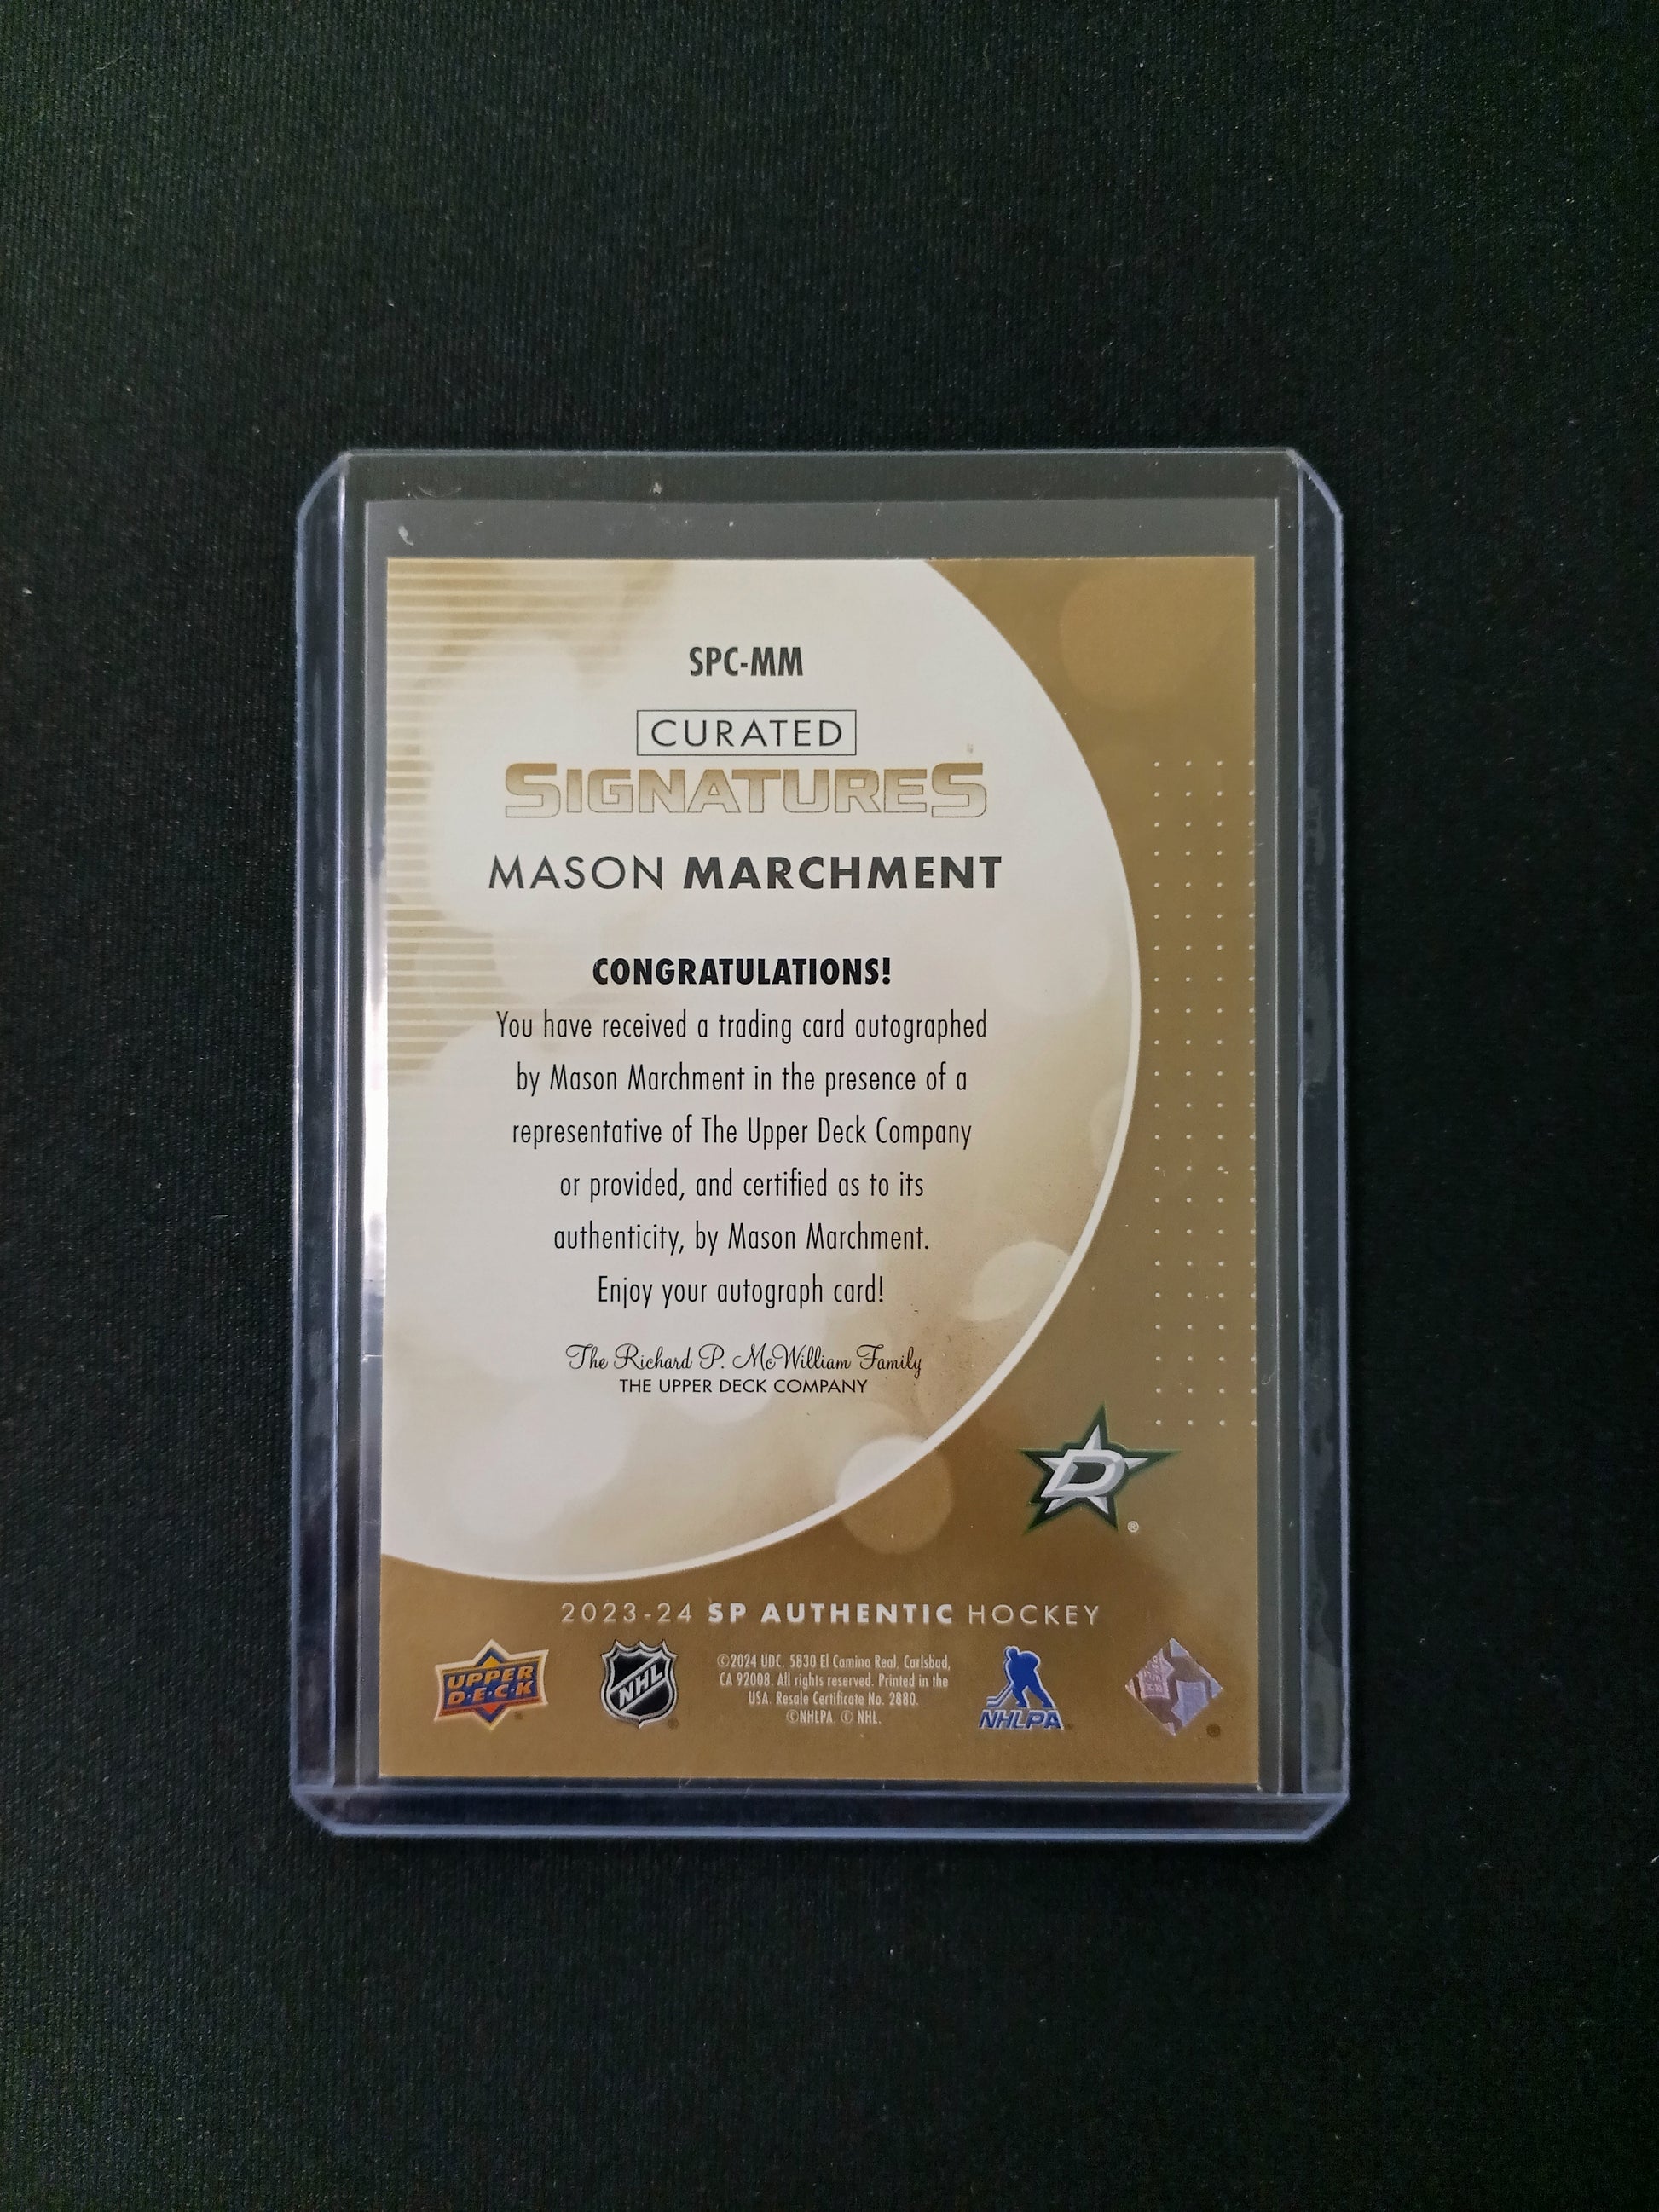 SPC-MM
CURATED
SIGNATURES
MASON MARCHMENT
CONGRATULATIONS!
You have received a trading card autographed
by Mason Marchment in the presence of a
representative of The Upper Deck Company
or provided, and certified as to its
authenticity, by Mason Marchment.
Enjoy your autograph card!
The Richard P. McWilliam Family
THE UPPER DECK COMPANY
D
®
2023-24 SP AUTHENTIC HOCKEY
UPPER
D·E·C·K
NHL
©2024 UDC. 5830 El Camino Real, Carlsbad,
CA 92008. All rights reserved. Printed in the
USA. Resale Certificate No. 2880.
©NHLPA. © NHL.
NHLPA